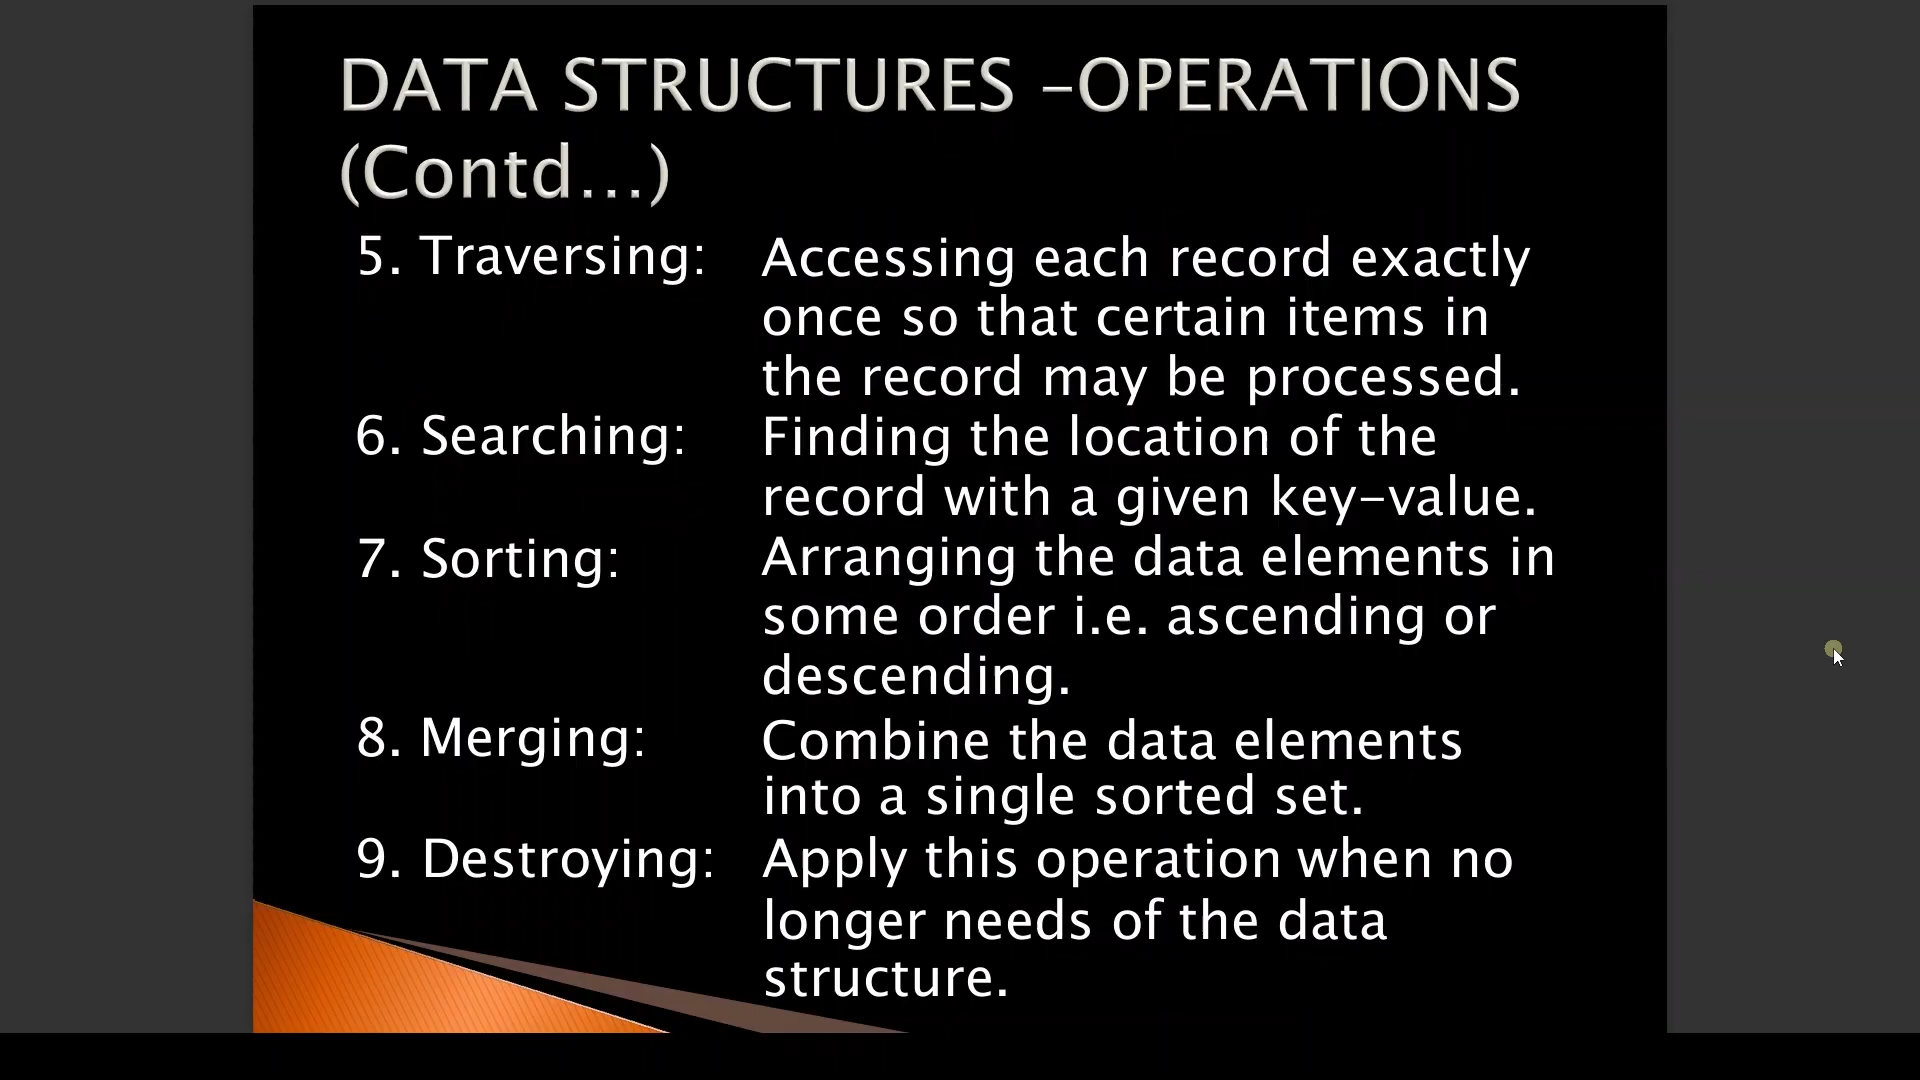 DATA STRUCTURES –OPERATIONS
(Contd...)
5. Traversing: Accessing each record exactly
once so that certain items in
the record may be processed.
6. Searching: Finding the location of the
record with a given key-value.
7. Sorting: Arranging the data elements in
some order i.e. ascending or
descending.
8. Merging: Combine the data elements
into a single sorted set.
9. Destroying: Apply this operation when no
longer needs of the data
structure.